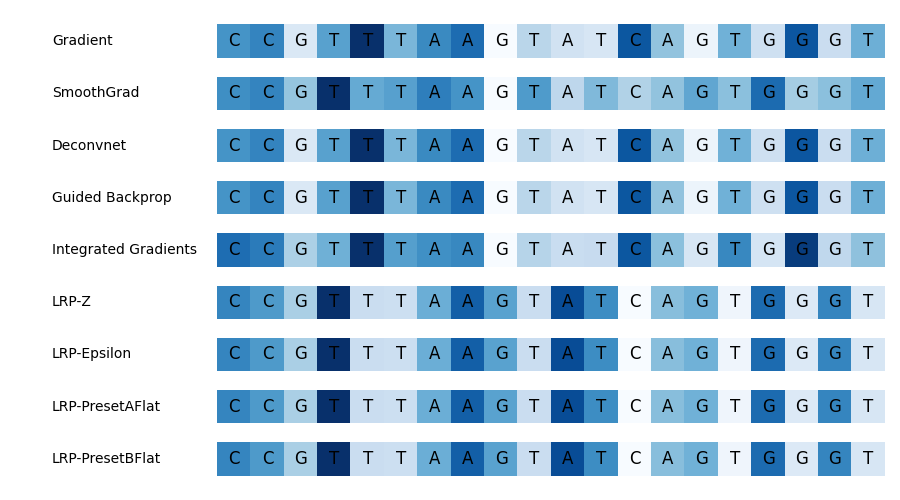 Gradient C C G T T T A A G T A T C A G T G G G T
SmoothGrad C C G T T T A A G T A T C A G T G G G T
Deconvnet C C G T T T A A G T A T C A G T G G G T
Guided Backprop C C G T T T A A G T A T C A G T G G G T
Integrated Gradients C C G T T T A A G T A T C A G T G G G T
LRP-Z C C G T T T A A G T A T C A G T G G G T
LRP-Epsilon C C G T T T A A G T A T C A G T G G G T
LRP-PresetAFlat C C G T T T A A G T A T C A G T G G G T
LRP-PresetBFlat C C G T T T A A G T A T C A G T G G G T